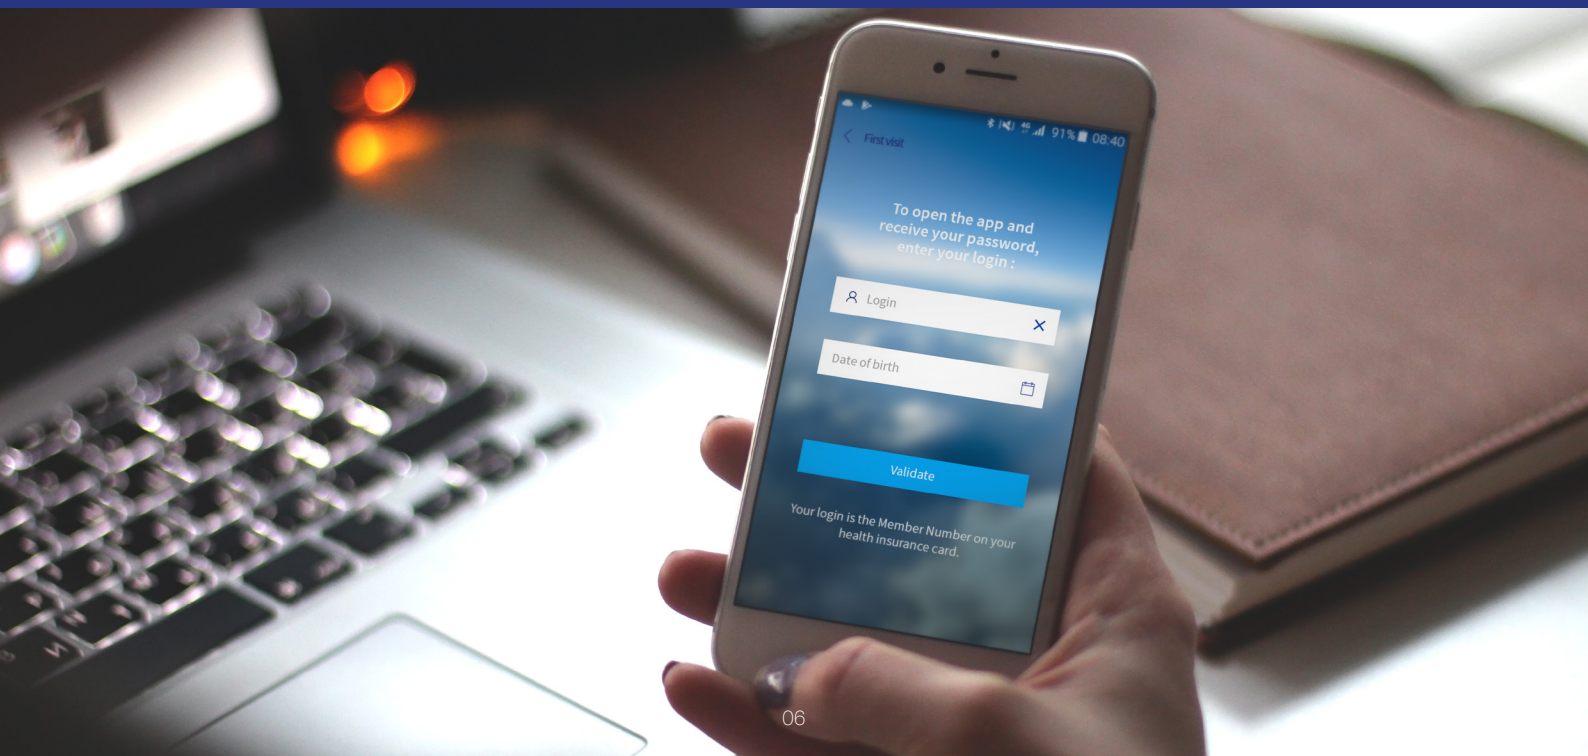 4G 91% 08:40
First visit
To open the app and
receive your password,
enter your login :
Login
Date of birth
Validate
Your login is the Member Number on your
health insurance card.
06